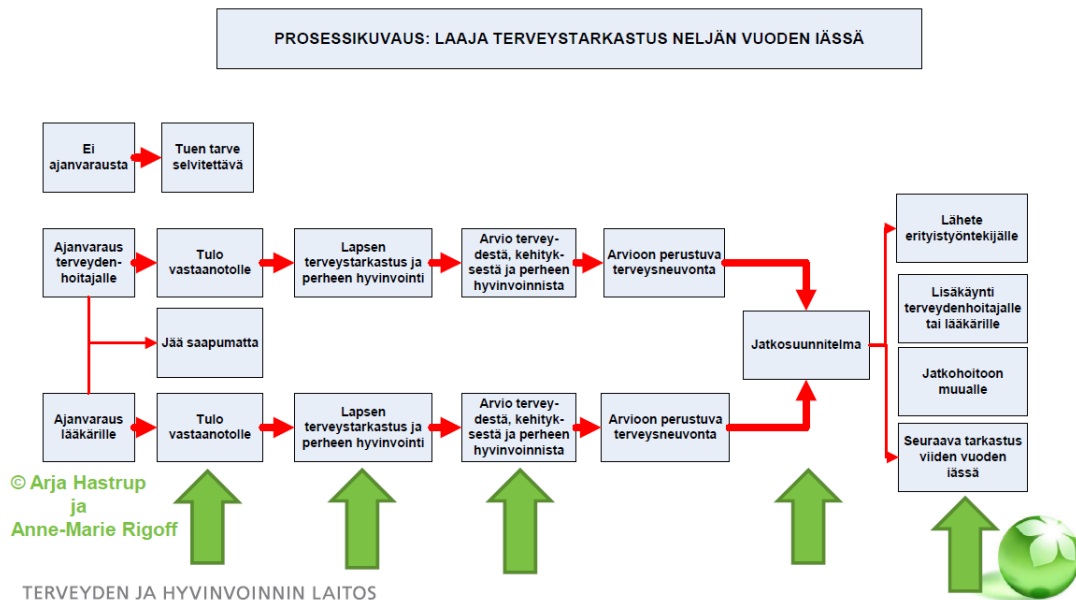 PROSESSIKUVAUS: LAAJA TERVEYSTARKASTUS NELJÄN VUODEN IÄSSÄ
Ei
ajanvarausta
Tuen tarve
selvitettävä
Ajanvaraus
terveyden-
hoitajalle
Tulo
vastaanotolle
Lapsen
terveystarkastus ja
perheen hyvinvointi
Arvio tervey-
destä, kehityk-
sestä ja perheen
hyvinvoinnista
Arvioon perustuva
terveysneuvonta
Jää saapumatta
Ajanvaraus
lääkärille
Tulo
vastaanotolle
Lapsen
terveystarkastus ja
perheen hyvinvointi
Arvio tervey-
destä, kehityk-
sestä ja perheen
hyvinvoinnista
Arvioon perustuva
terveysneuvonta
Jatkosuunnitelma
Lähete
erityistyöntekijälle
Lisäkäynti
terveydenhoitajalle
tai lääkärille
Jatkohoitoon
muualle
Seuraava tarkastus
viiden vuoden
iässä
© Arja Hastrup
ja
Anne-Marie Rigoff
TERVEYDEN JA HYVINVOINNIN LAITOS